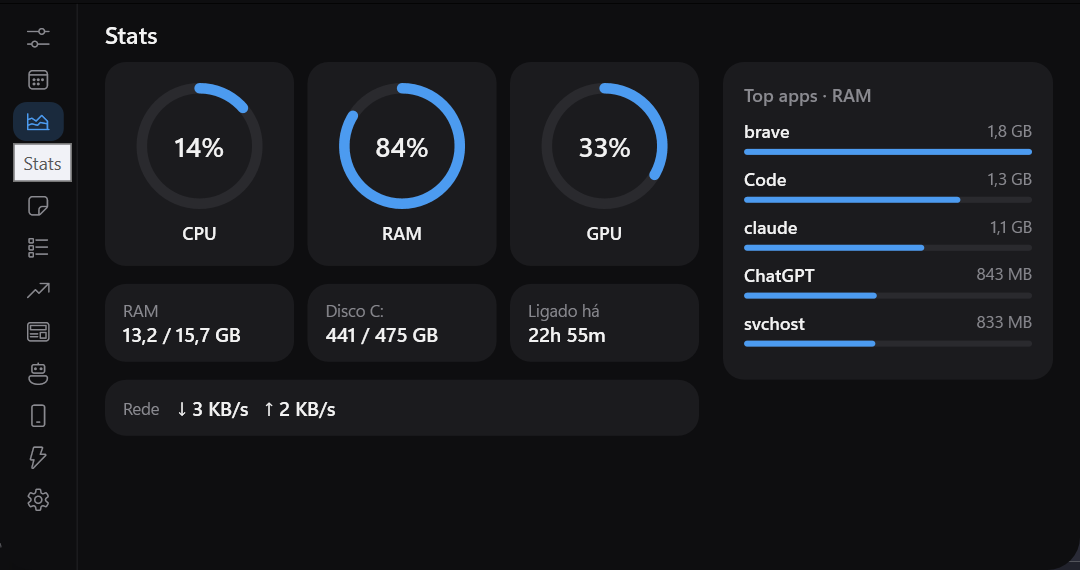 Stats
Stats
14%
CPU
84%
RAM
33%
GPU
RAM
13,2 / 15,7 GB
Disco C:
441 / 475 GB
Ligado há
22h 55m
Rede ↓ 3 KB/s ↑ 2 KB/s
Top apps · RAM
brave 1,8 GB
Code 1,3 GB
claude 1,1 GB
ChatGPT 843 MB
svchost 833 MB